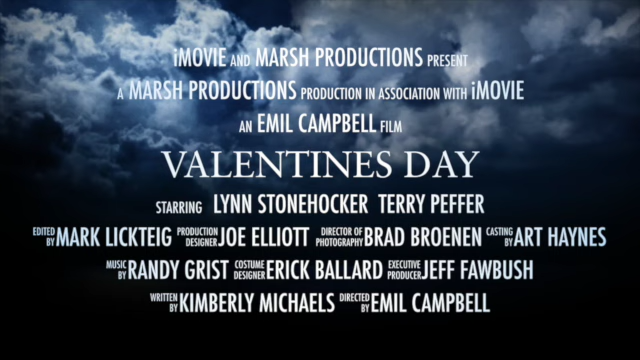 iMOVIE AND MARSH PRODUCTIONS PRESENT
A MARSH PRODUCTIONS PRODUCTION IN ASSOCIATION WITH iMOVIE
AN EMIL CAMPBELL FILM
VALENTINES DAY
STARRING LYNN STONEHOCKER TERRY PEFFER
EDITED BY MARK LICKTEIG PRODUCTION DESIGNER JOE ELLIOTT DIRECTOR OF PHOTOGRAPHY BRAD BROENEN CASTING BY ART HAYNES
MUSIC BY RANDY GRIST COSTUME DESIGNER ERICK BALLARD EXECUTIVE PRODUCER JEFF FAWBUSH
WRITTEN BY KIMBERLY MICHAELS DIRECTED BY EMIL CAMPBELL